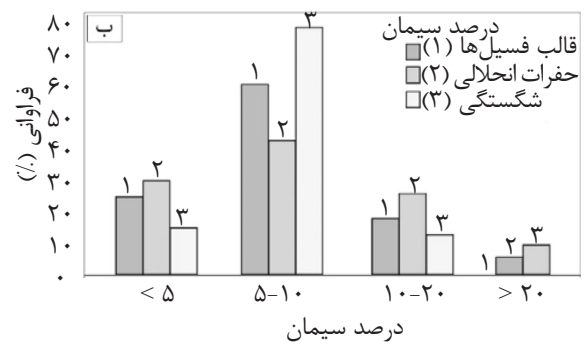 ب
درصد سیمان
قالب فسیل‌ها (۱)
حفرات انحلالی (۲)
شگستگی (۳)
فراوانی (٪)
۸۰
۷۰
۶۰
۵۰
۴۰
۳۰
۲۰
۱۰
۰
۱ ۲ ۳
۱ ۲ ۳
۱ ۲ ۳
۱ ۲ ۳
< ۵ ۵-۱۰ ۱۰-۲۰ > ۲۰
درصد سیمان